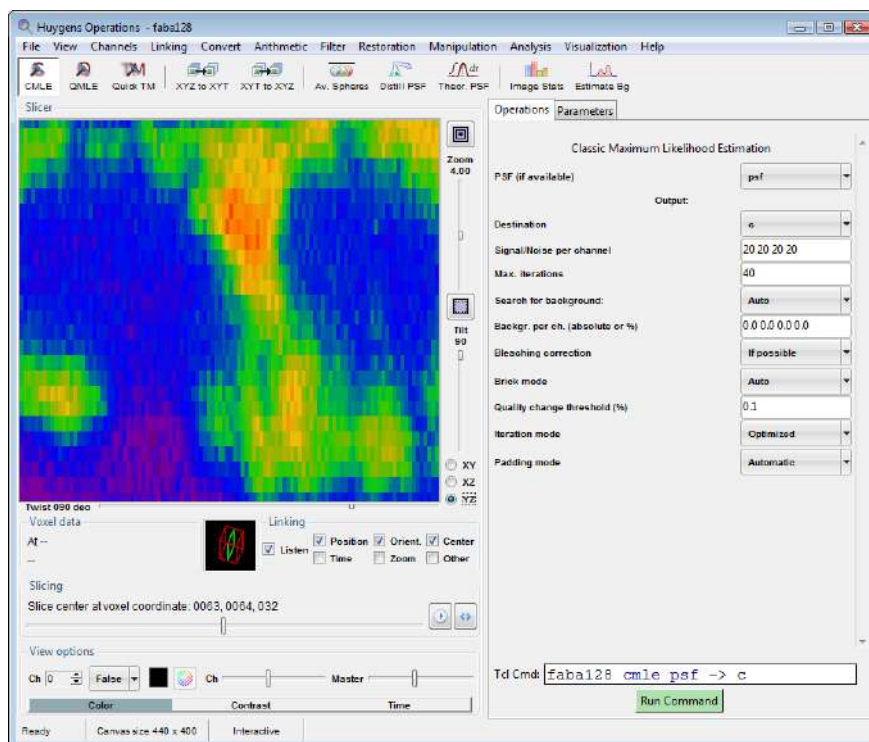 Huygens Operations - faba128
File View Channels Linking Convert Arithmetic Filter Restoration Manipulation Analysis Visualization Help
CMLE QMLE Quick TM XYZ to XYT XYT to XYZ Av. Spheres Distill PSF Theor. PSF Image Stats Estimate Bg
Slicer
Zoom
4.00
Tilt
90
XY
XZ
YZ
Twist 090 deg
Voxel data
At --
--
Linking
Listen
Position Orient. Center
Time Zoom Other
Slicing
Slice center at voxel coordinate: 0063, 0064, 032
View options
Ch 0 False Ch Master
Color Contrast Time
Ready Canvas size 440 x 400 Interactive
Operations Parameters
Classic Maximum Likelihood Estimation
PSF (if available) psf
Output:
Destination c
Signal/Noise per channel 20 20 20 20
Max. iterations 40
Search for background: Auto
Backgr. per ch. (absolute or %) 0.0 0.0 0.0 0.0
Bleaching correction If possible
Brick mode Auto
Quality change threshold (%) 0.1
Iteration mode Optimized
Padding mode Automatic
Tcl Cmd: faba128 cmle psf -> c
Run Command